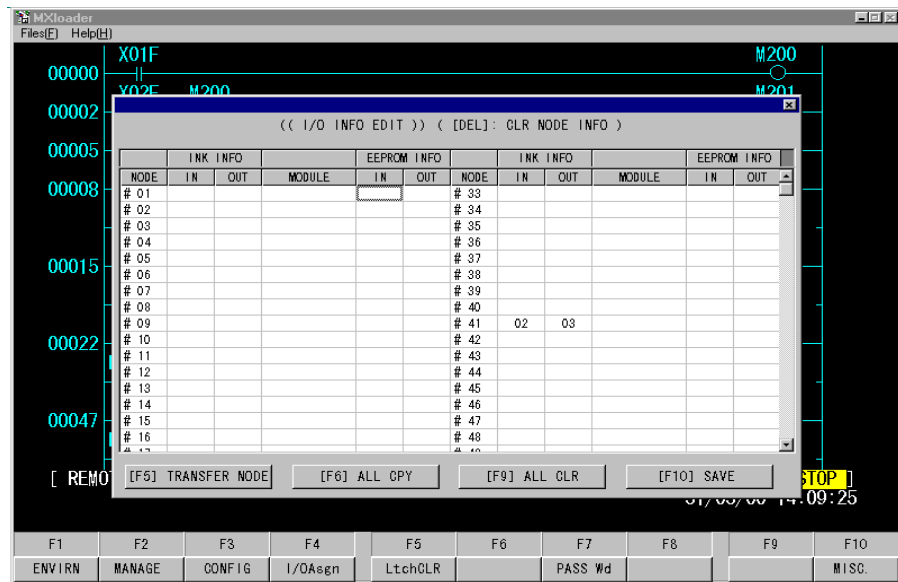 MXloader
Files(F) Help(H)
X01F M200
00000
X02F M200 M201
00002
(( I/O INFO EDIT )) ( [DEL]: CLR NODE INFO )
00005
INK INFO EEPROM INFO INK INFO EEPROM INFO
NODE IN OUT MODULE IN OUT NODE IN OUT MODULE IN OUT
00008
# 01 # 33
# 02 # 34
# 03 # 35
# 04 # 36
00015
# 05 # 37
# 06 # 38
# 07 # 39
# 08 # 40
# 09 # 41 02 03
00022
# 10 # 42
# 11 # 43
# 12 # 44
# 13 # 45
# 14 # 46
00047
# 15 # 47
# 16 # 48
[ REMO STOP ]
[F5] TRANSFER NODE [F6] ALL CPY [F9] ALL CLR [F10] SAVE
14:09:25
F1 F2 F3 F4 F5 F6 F7 F8 F9 F10
ENVIRN MANAGE CONFIG I/OAsgn LtchCLR PASS Wd MISC.